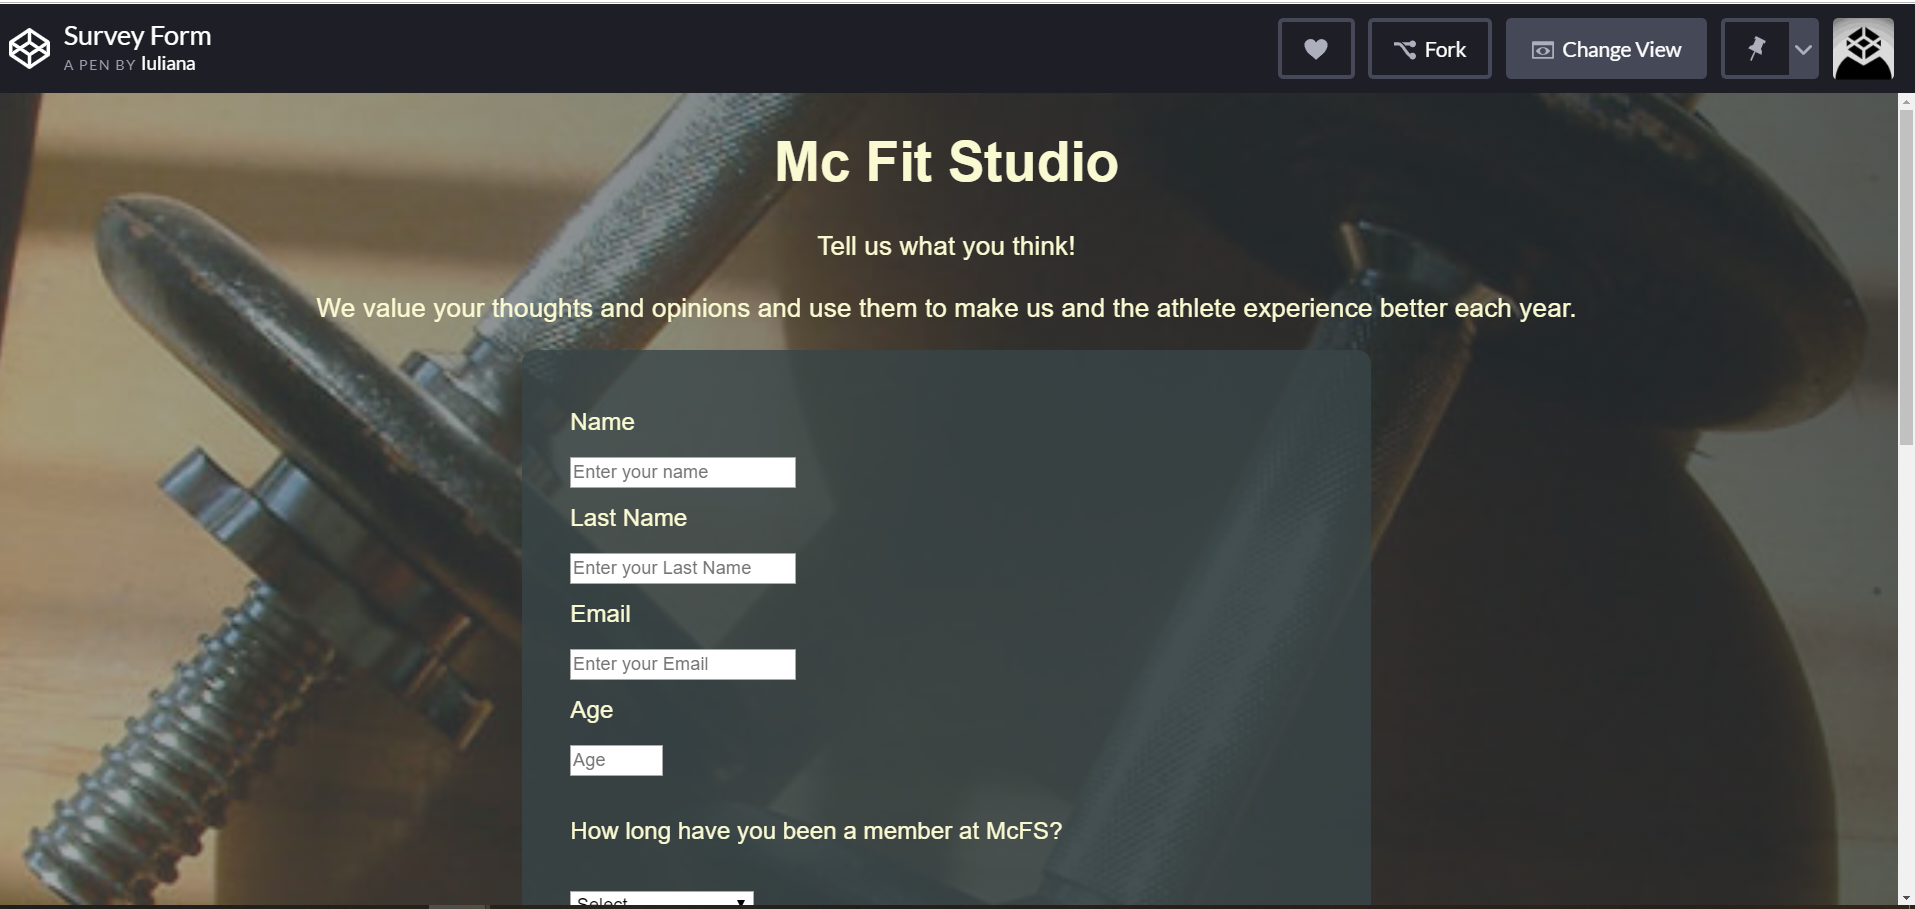 Survey Form
A PEN BY Iuliana
Fork
Change View
Mc Fit Studio
Tell us what you think!
We value your thoughts and opinions and use them to make us and the athlete experience better each year.
Name
Enter your name
Last Name
Enter your Last Name
Email
Enter your Email
Age
Age
How long have you been a member at McFS?
Select